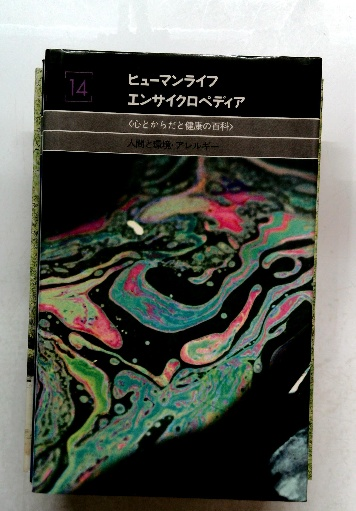 14
ヒューマンライフ
エンサイクロペディア
〈心とからだと健康の百科〉
人間と環境・アレルギー